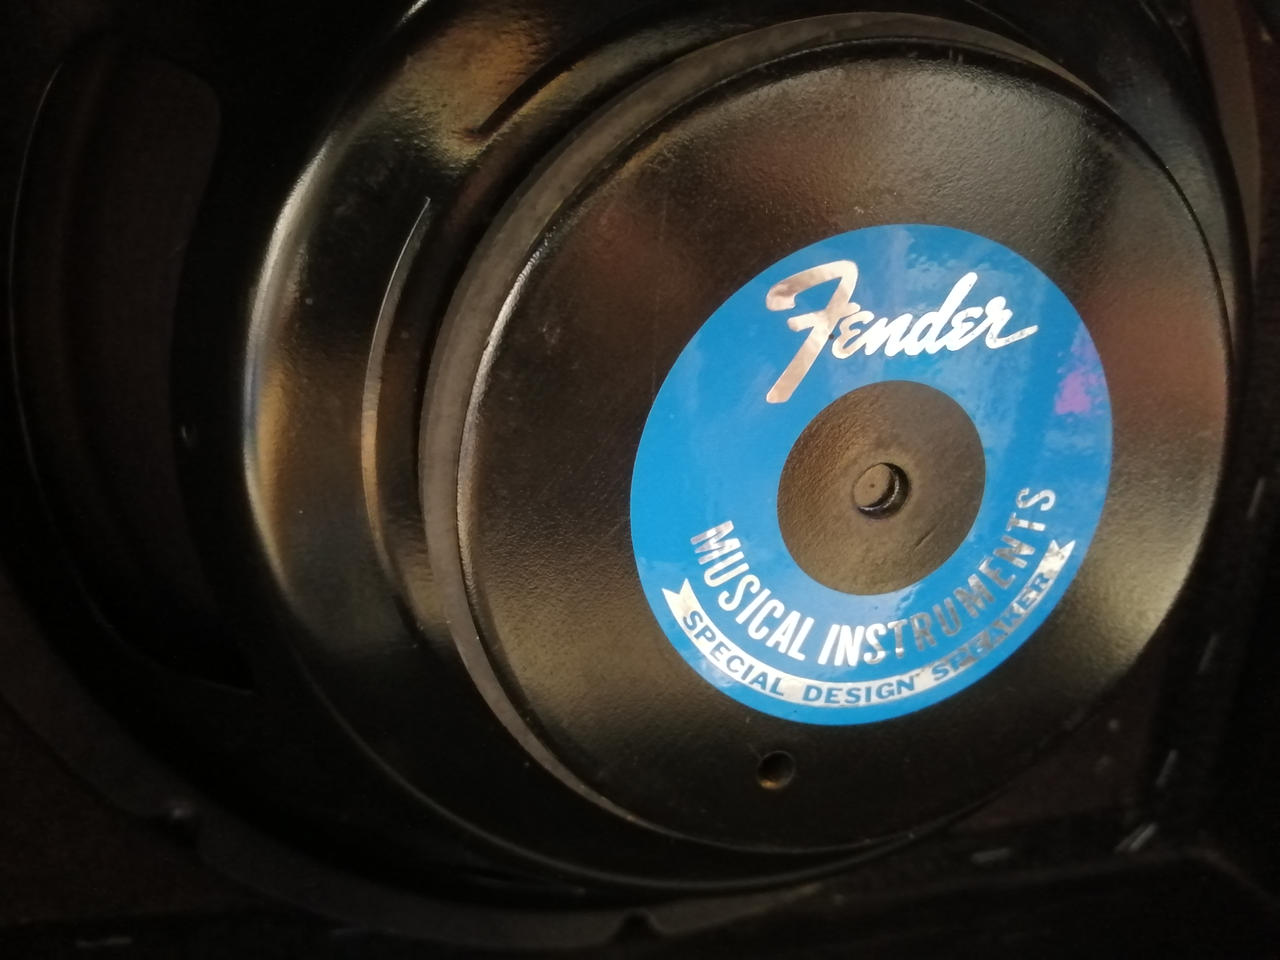 Fender
MUSICAL INSTRUMENTS
SPECIAL DESIGN SPEAKER